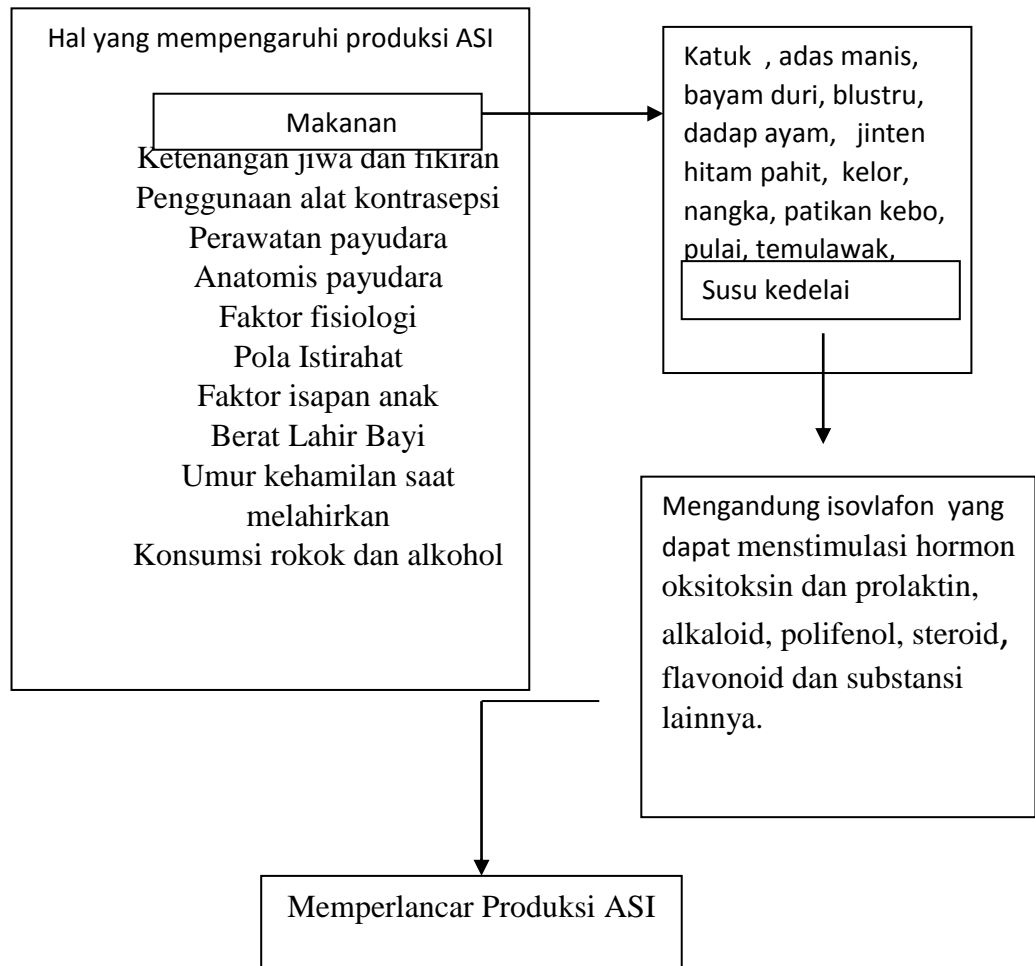 Hal yang mempengaruhi produksi ASI
Makanan
Ketenangan jiwa dan fikiran
Penggunaan alat kontrasepsi
Perawatan payudara
Anatomis payudara
Faktor fisiologi
Pola Istirahat
Faktor isapan anak
Berat Lahir Bayi
Umur kehamilan saat
melahirkan
Konsumsi rokok dan alkohol
Katuk , adas manis,
bayam duri, blustru,
dadap ayam, jinten
hitam pahit, kelor,
nangka, patikan kebo,
pulai, temulawak,
Susu kedelai
Mengandung isovlafon yang
dapat menstimulasi hormon
oksitoksin dan prolaktin,
alkaloid, polifenol, steroid,
flavonoid dan substansi
lainnya.
Memperlancar Produksi ASI